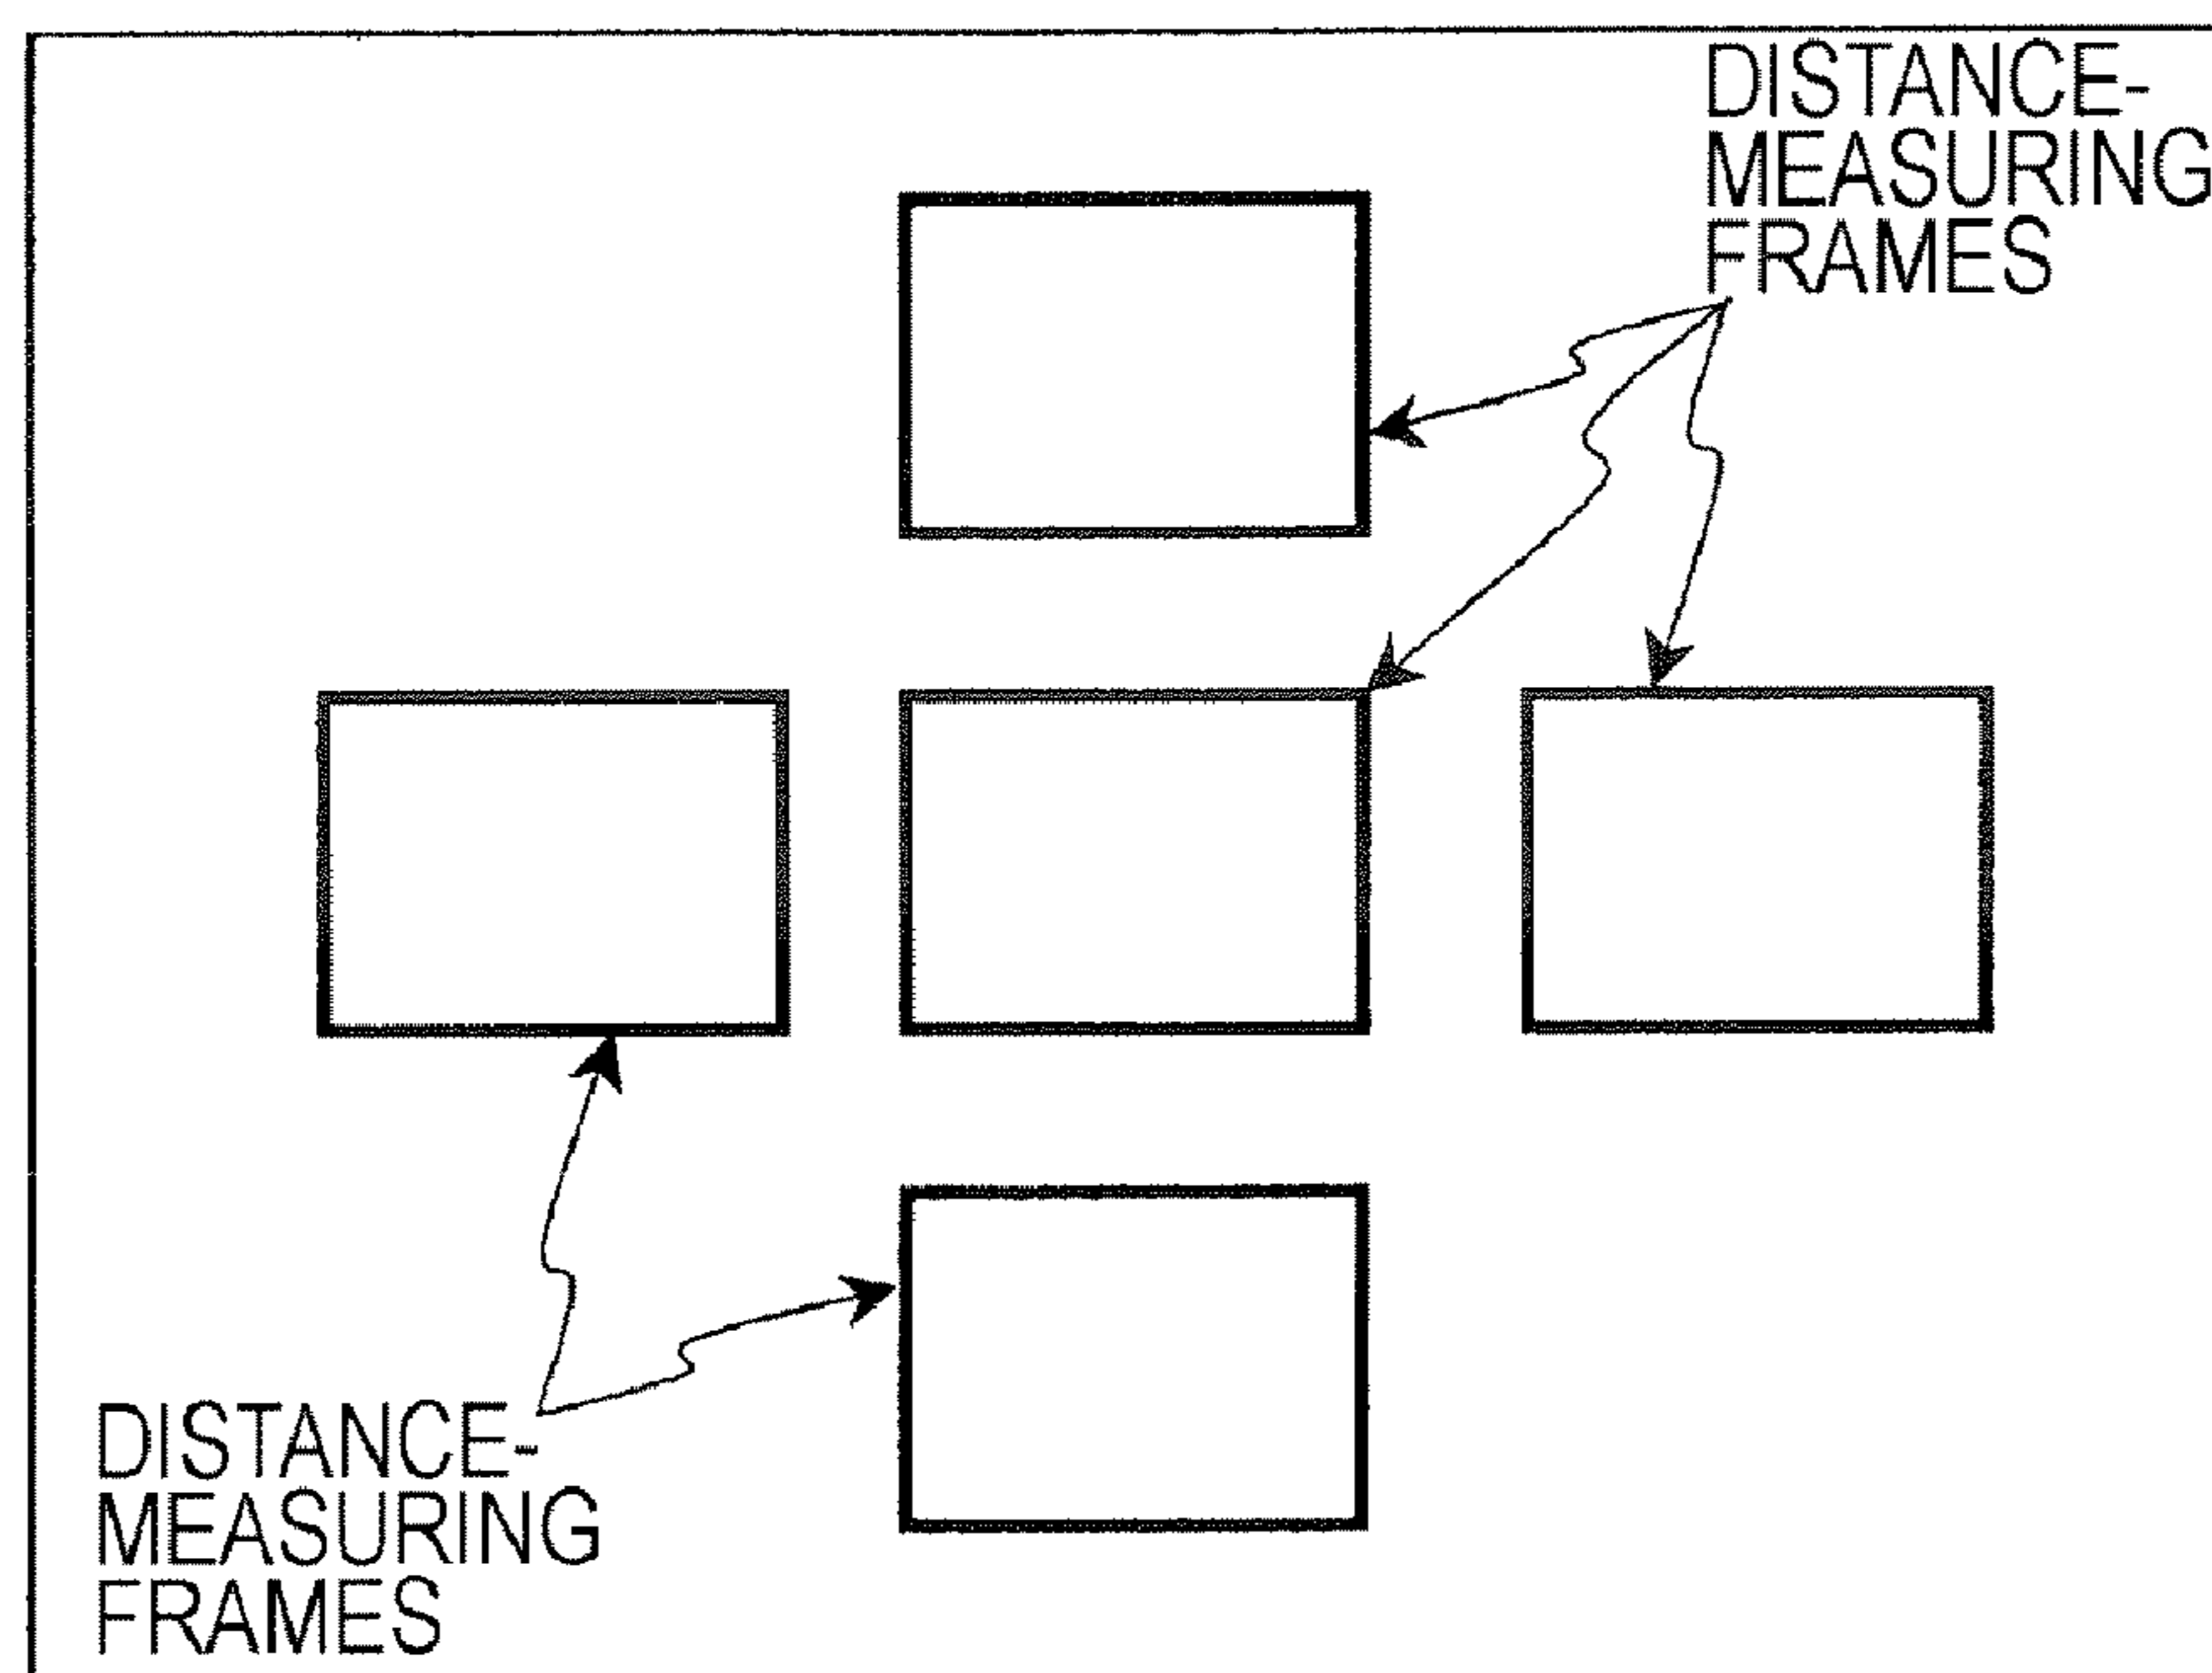 DISTANCE-
MEASURING
FRAMES
DISTANCE-
MEASURING
FRAMES